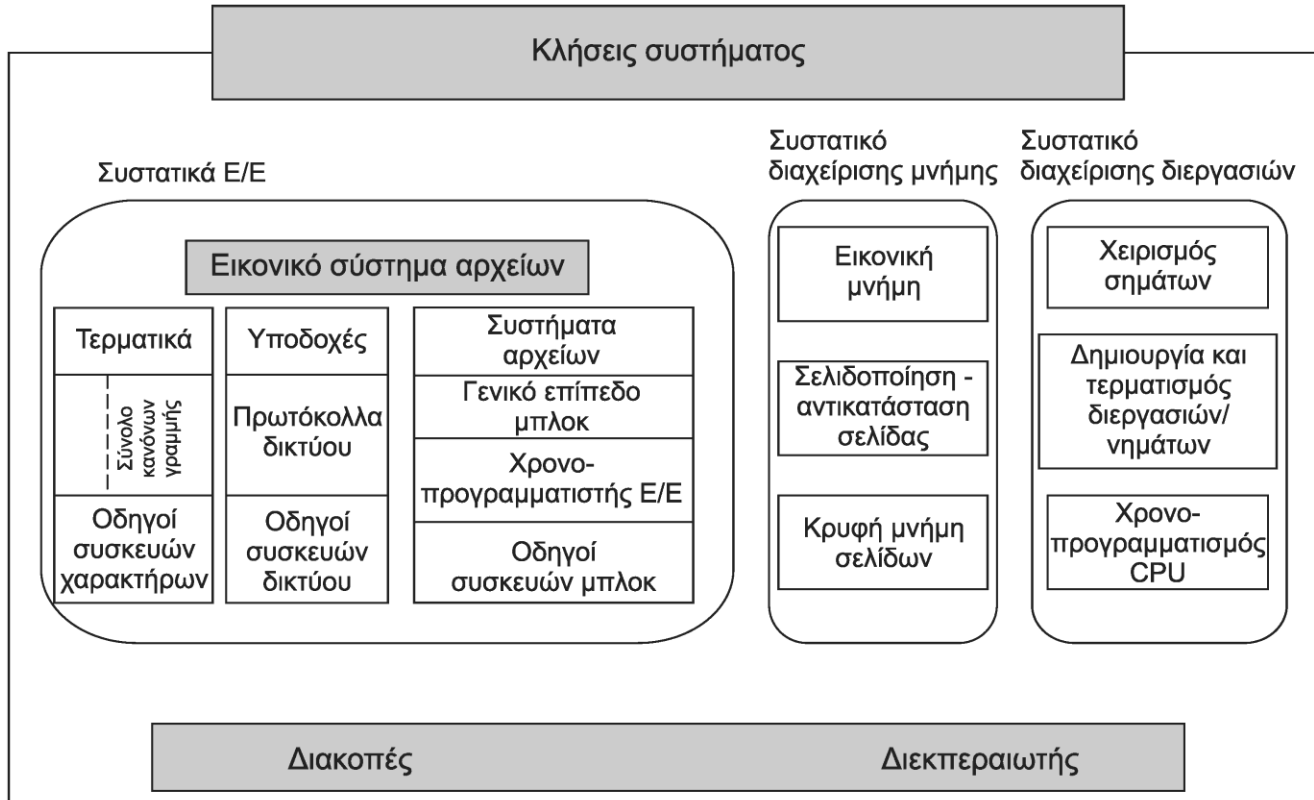 Κλήσεις συστήματος
Συστατικά Ε/Ε
Εικονικό σύστημα αρχείων
Τερματικά
Σύνολο
κανόνων
γραμμής
Οδηγοί
συσκευών
χαρακτήρων
Υποδοχές
Πρωτόκολλα
δικτύου
Οδηγοί
συσκευών
δικτύου
Συστήματα
αρχείων
Γενικό επίπεδο
μπλοκ
Χρονο-
προγραμματιστής Ε/Ε
Οδηγοί
συσκευών μπλοκ
Συστατικό
διαχείρισης μνήμης
Εικονική
μνήμη
Σελιδοποίηση -
αντικατάσταση
σελίδας
Κρυφή μνήμη
σελίδων
Συστατικό
διαχείρισης διεργασιών
Χειρισμός
σημάτων
Δημιουργία και
τερματισμός
διεργασιών/
νημάτων
Χρονο-
προγραμματισμός
CPU
Διακοπές
Διεκπεραιωτής